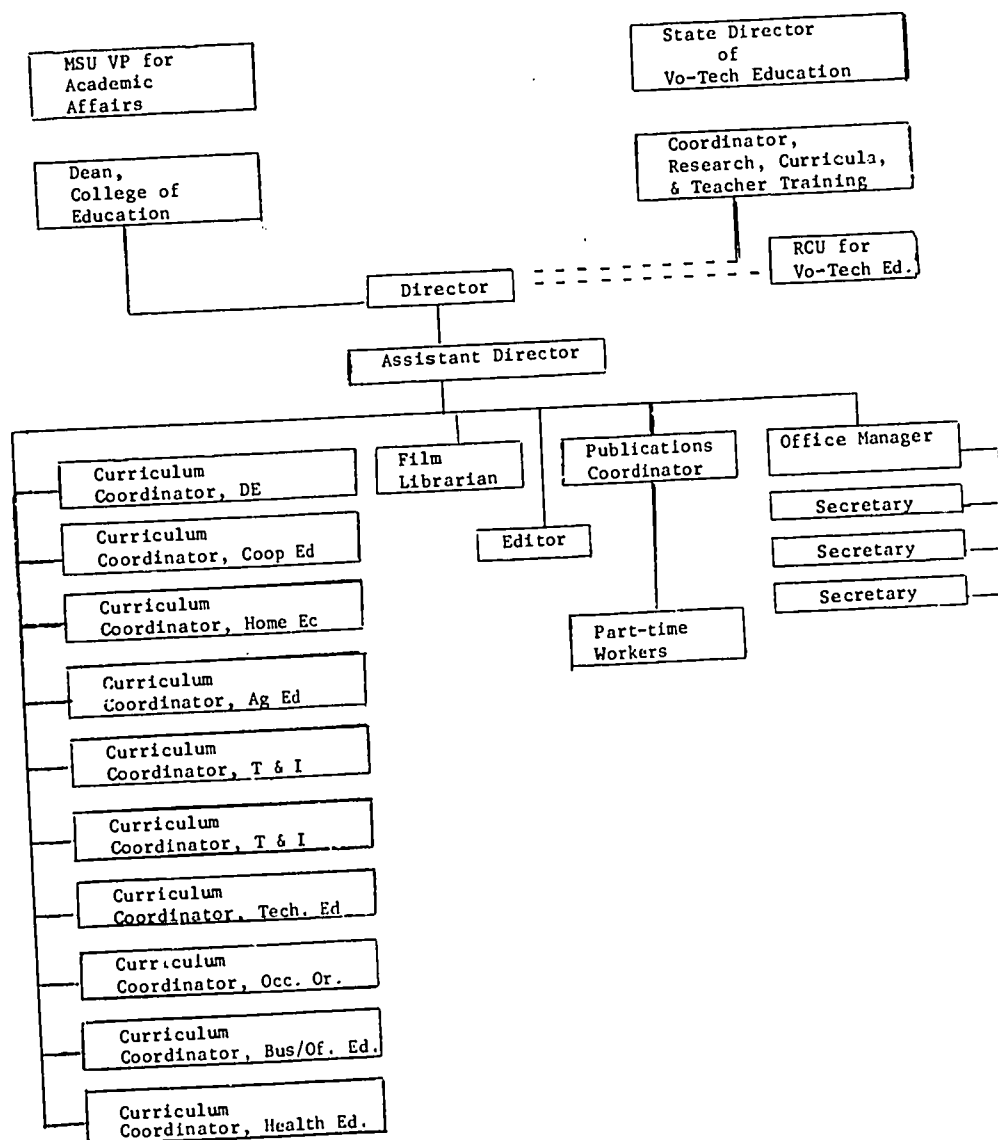 MSU VP for
Academic
Affairs
State Director
of
Vo-Tech Education
Dean,
College of
Education
Coordinator,
Research, Curricula,
& Teacher Training
RCU for
Vo-Tech Ed.
Director
Assistant Director
Curriculum
Coordinator, DE
Curriculum
Coordinator, Coop Ed
Curriculum
Coordinator, Home Ec
Curriculum
Coordinator, Ag Ed
Curriculum
Coordinator, T & I
Curriculum
Coordinator, T & I
Curriculum
Coordinator, Tech. Ed
Curriculum
Coordinator, Occ. Or.
Curriculum
Coordinator, Bus/Of. Ed.
Curriculum
Coordinator, Health Ed.
Film
Librarian
Editor
Publications
Coordinator
Part-time
Workers
Office Manager
Secretary
Secretary
Secretary